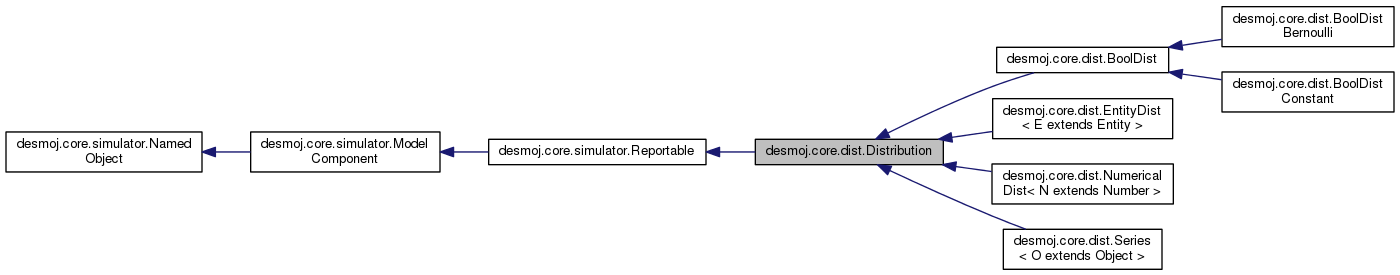 desmoj.core.simulator.Named
Object
desmoj.core.simulator.Model
Component
desmoj.core.simulator.Reportable
desmoj.core.dist.Distribution
desmoj.core.dist.BoolDist
desmoj.core.dist.BoolDist
Bernoulli
desmoj.core.dist.BoolDist
Constant
desmoj.core.dist.EntityDist
< E extends Entity >
desmoj.core.dist.Numerical
Dist< N extends Number >
desmoj.core.dist.Series
< O extends Object >